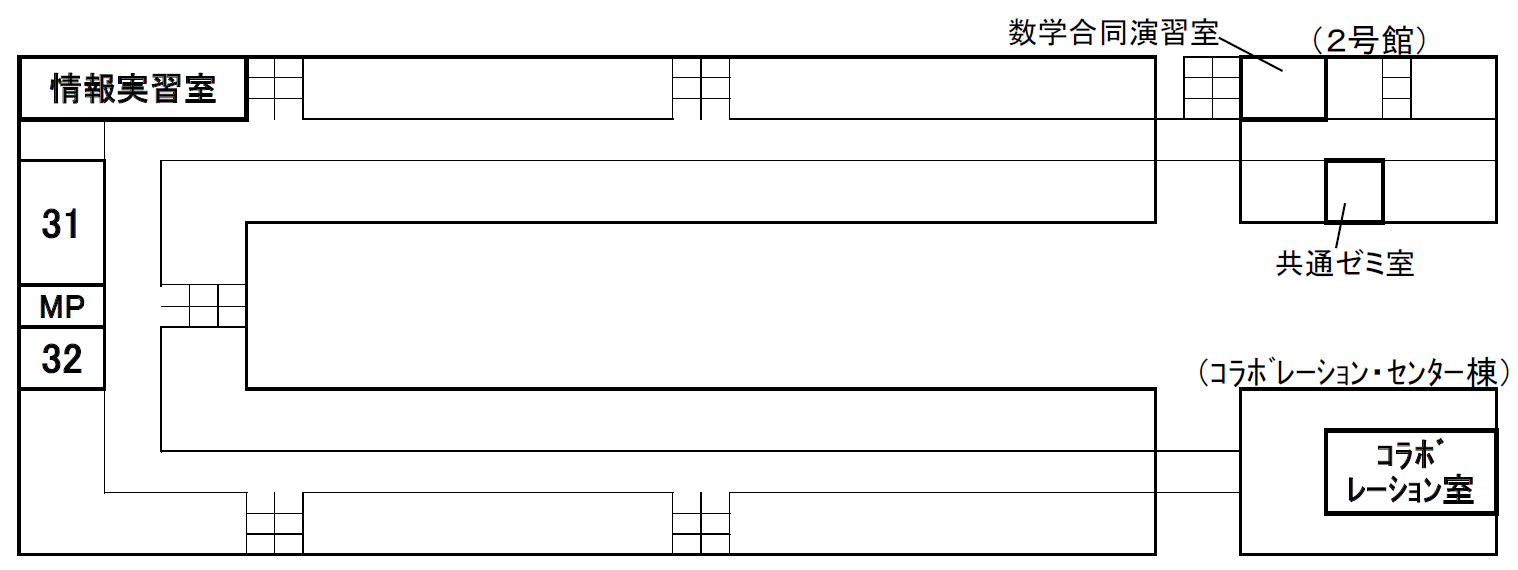 数学合同演習室
（２号館）
情報実習室
31
共通ゼミ室
MP
32
（ｺﾗﾎﾞﾚｰｼｮﾝ・ｾﾝﾀｰ棟）
ｺﾗﾎﾞ
ﾚｰｼｮﾝ室